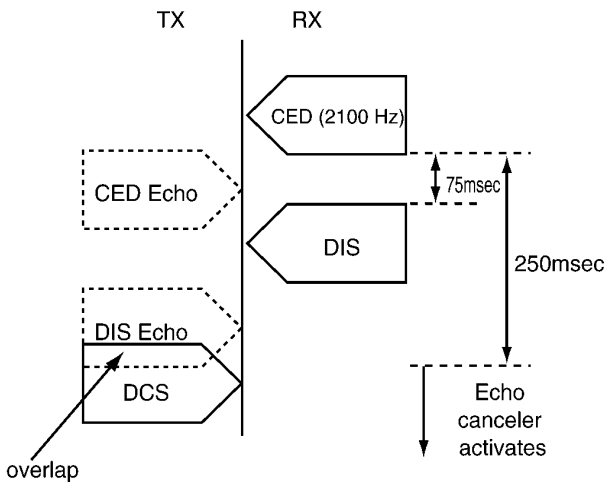 TX
RX
CED (2100 Hz)
CED Echo
75msec
DIS
250msec
DIS Echo
DCS
Echo
canceler
activates
overlap